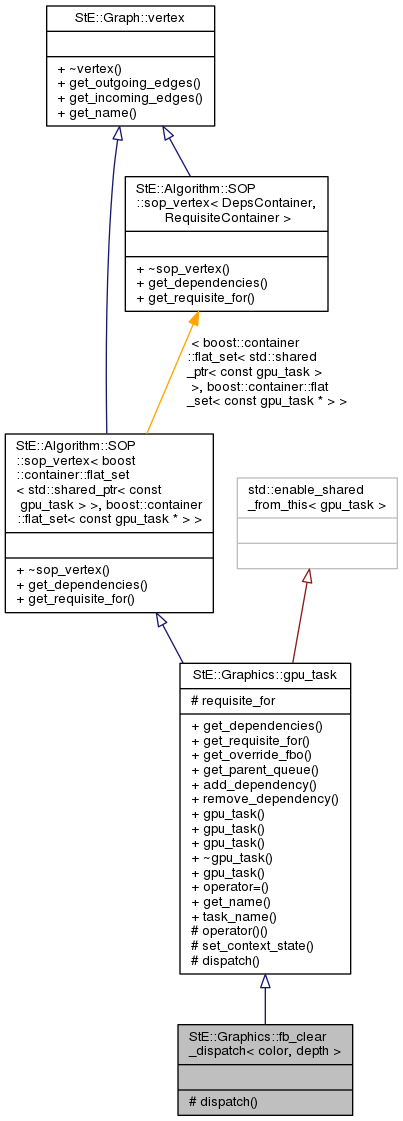 StE::Graph::vertex
+ ~vertex()
+ get_outgoing_edges()
+ get_incoming_edges()
+ get_name()
StE::Algorithm::SOP
::sop_vertex< DepsContainer,
RequisiteContainer >
+ ~sop_vertex()
+ get_dependencies()
+ get_requisite_for()
< boost::container
::flat_set< std::shared
_ptr< const gpu_task >
>, boost::container::flat
_set< const gpu_task * > >
StE::Algorithm::SOP
::sop_vertex< boost
::container::flat_set
< std::shared_ptr< const
gpu_task > >, boost::container
::flat_set< const gpu_task * > >
+ ~sop_vertex()
+ get_dependencies()
+ get_requisite_for()
std::enable_shared
_from_this< gpu_task >
StE::Graphics::gpu_task
# requisite_for
+ get_dependencies()
+ get_requisite_for()
+ get_override_fbo()
+ get_parent_queue()
+ add_dependency()
+ remove_dependency()
+ gpu_task()
+ gpu_task()
+ gpu_task()
+ ~gpu_task()
+ gpu_task()
+ operator=()
+ get_name()
+ task_name()
# operator()()
# set_context_state()
# dispatch()
StE::Graphics::fb_clear
_dispatch< color, depth >
# dispatch()